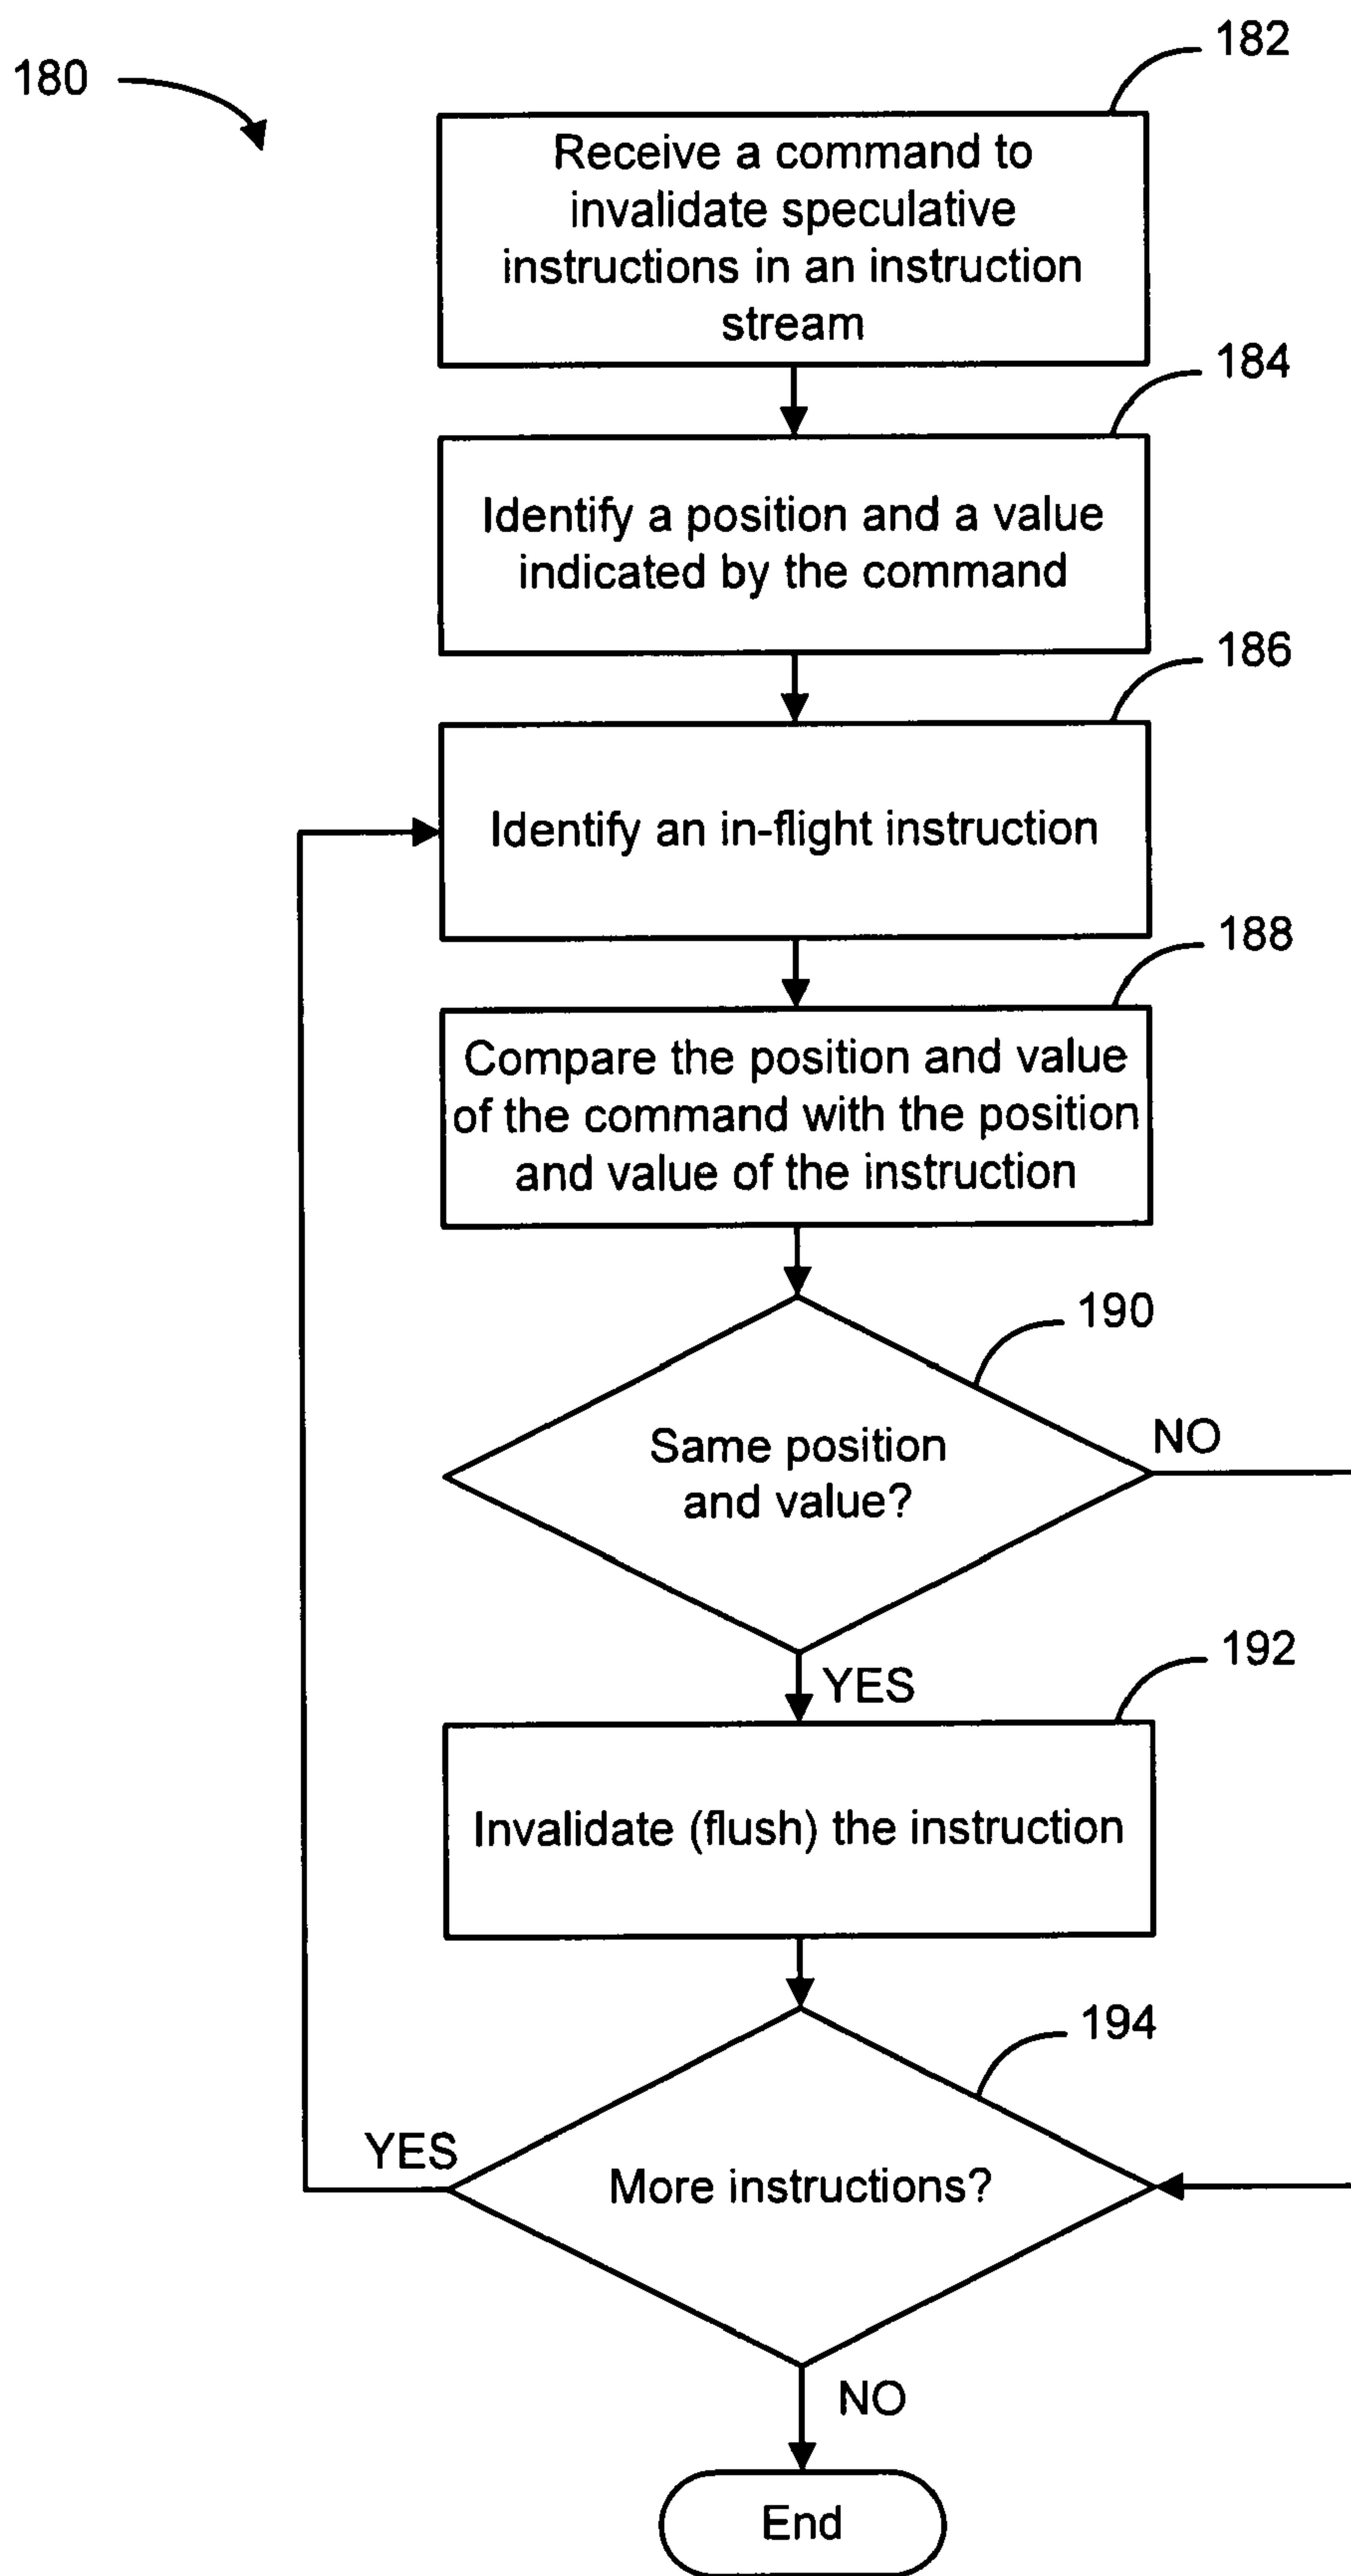 182
180
Receive a command to
invalidate speculative
instructions in an instruction
stream
184
Identify a position and a value
indicated by the command
186
Identify an in-flight instruction
188
Compare the position and value
of the command with the position
and value of the instruction
190
Same position
and value?
NO
YES
192
Invalidate (flush) the instruction
194
YES
More instructions?
NO
End